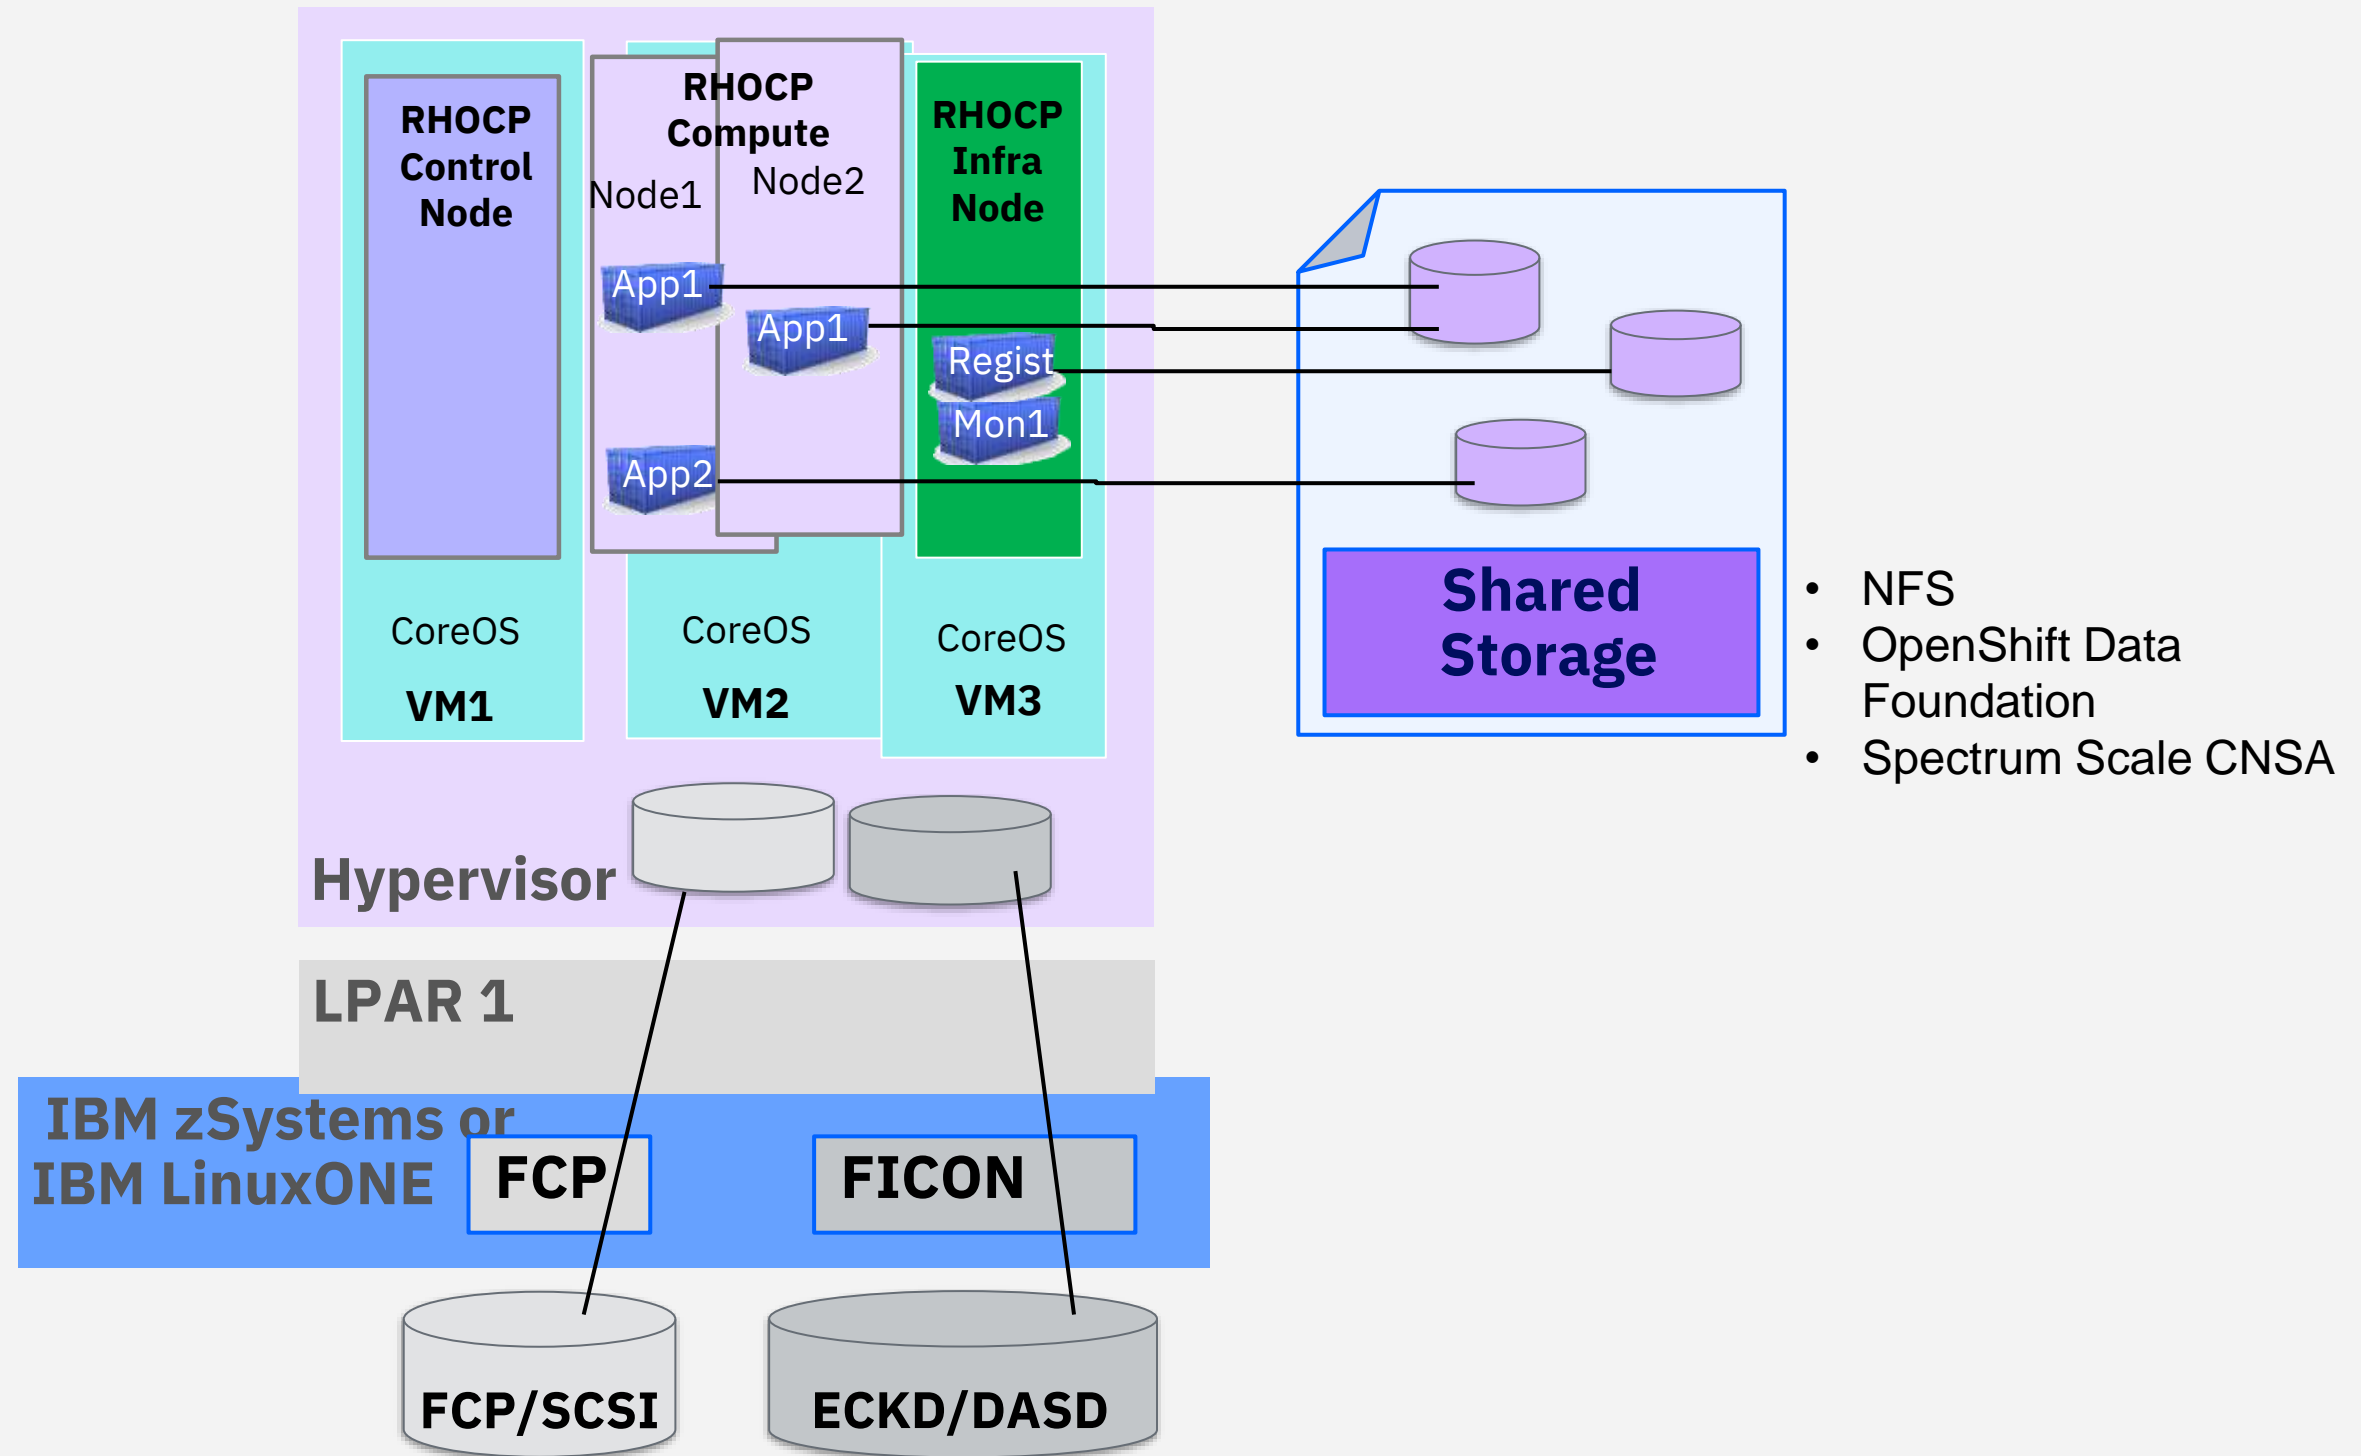 RHOCP
Control
Node
RHOCP
Compute
Node1
Node2
RHOCP
Infra
Node
App1
App1
Regist
Mon1
App2
CoreOS
VM1
CoreOS
VM2
CoreOS
VM3
Shared
Storage
• NFS
• OpenShift Data
Foundation
• Spectrum Scale CNSA
Hypervisor
LPAR 1
IBM zSystems or
IBM LinuxONE
FCP
FICON
FCP/SCSI
ECKD/DASD